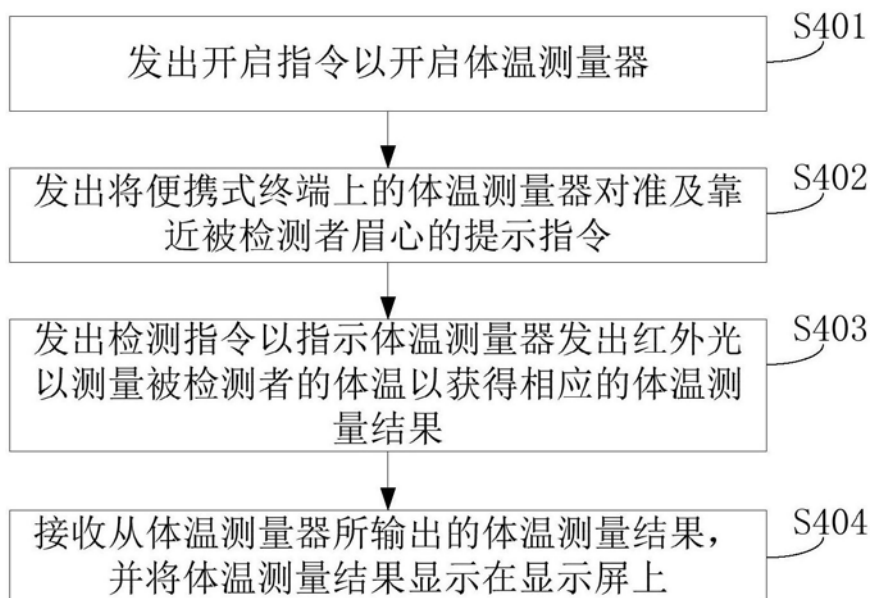 发出开启指令以开启体温测量器
S401
发出将便携式终端上的体温测量器对准及靠
近被检测者眉心的提示指令
S402
发出检测指令以指示体温测量器发出红外光
以测量被检测者的体温以获得相应的体温测
量结果
S403
接收从体温测量器所输出的体温测量结果，
并将体温测量结果显示在显示屏上
S404